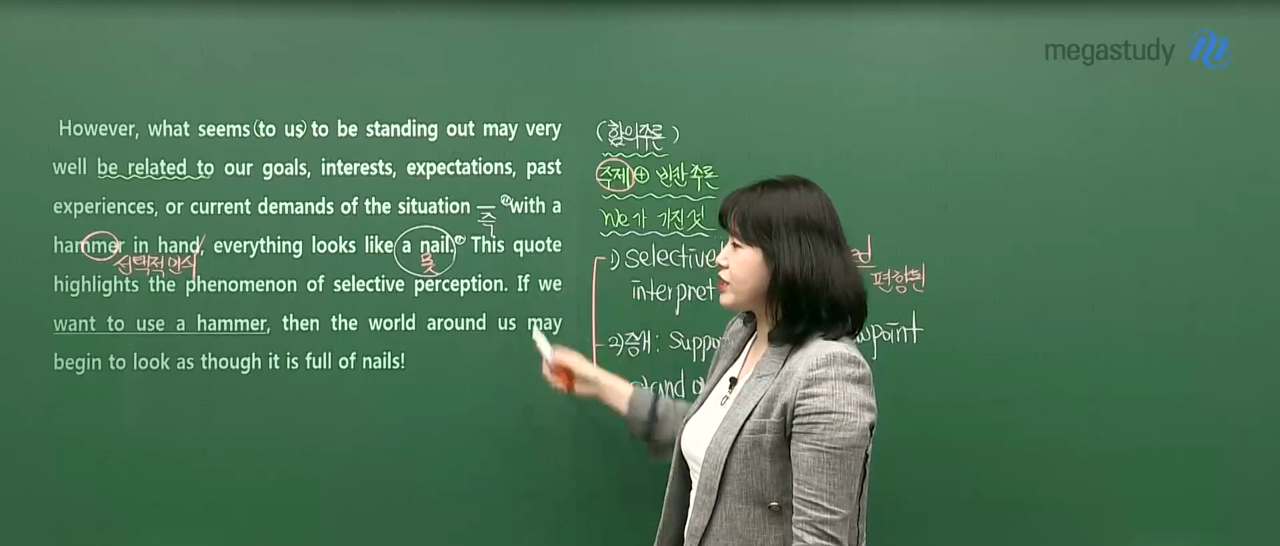 megastudy
However, what seems (to us) to be standing out may very
well be related to our goals, interests, expectations, past
experiences, or current demands of the situation — "with a
즉
hammer in hand, everything looks like a nail." This quote
선택적 인식
못
highlights the phenomenon of selective perception. If we
want to use a hammer, then the world around us may
begin to look as though it is full of nails!
(함의추론)
주제 ⊕ 빈칸추론
We가 가진 것
1) selective
편향된
interpret
2) 증개: